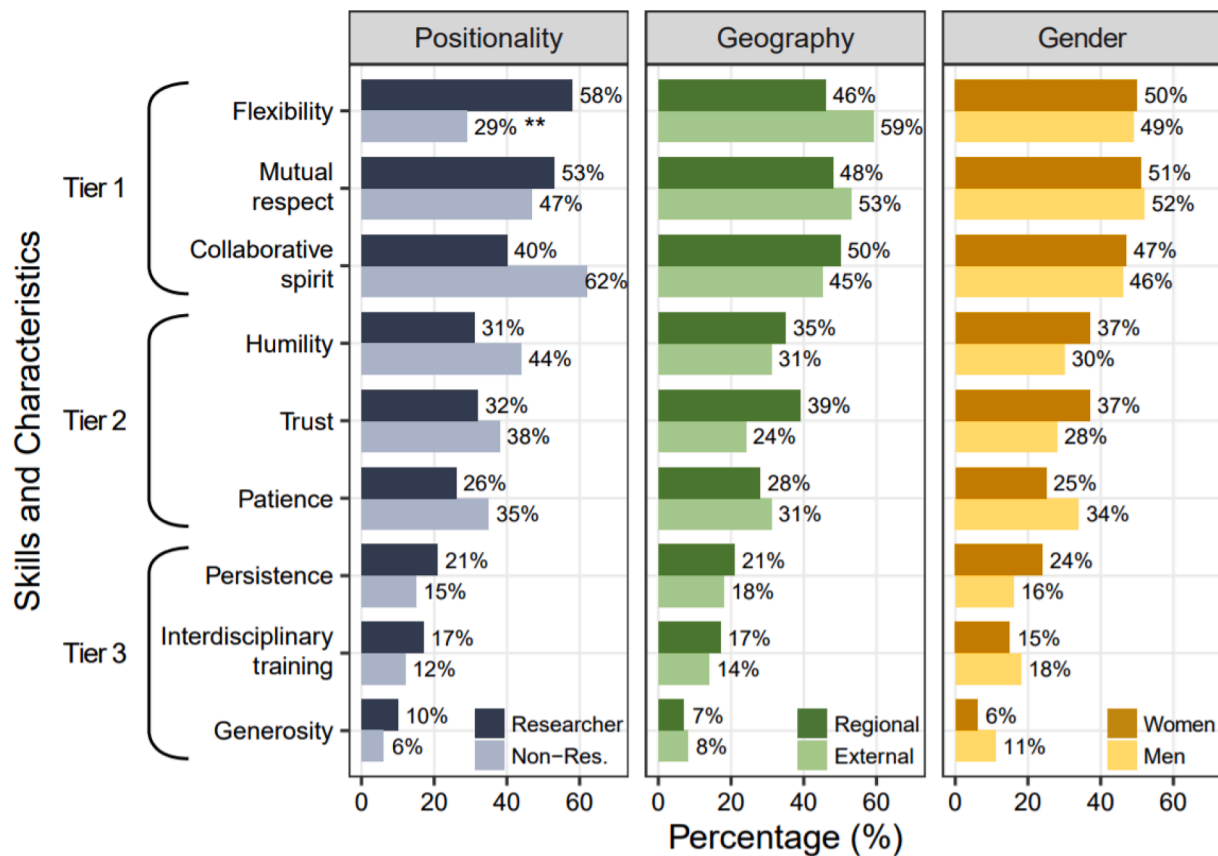 Positionality Geography Gender
Skills and Characteristics
Tier 1
Flexibility
58% 46% 50%
29% ** 59% 49%
Mutual
respect
53% 48% 51%
47% 53% 52%
Collaborative
spirit
40% 50% 47%
62% 45% 46%
Tier 2
Humility
31% 35% 37%
44% 31% 30%
Trust
32% 39% 37%
38% 24% 28%
Patience
26% 28% 25%
35% 31% 34%
Tier 3
Persistence
21% 21% 24%
15% 18% 16%
Interdisciplinary
training
17% 17% 15%
12% 14% 18%
Generosity
10% Researcher 7% Regional 6% Women
6% Non-Res. 8% External 11% Men
0 20 40 60 0 20 40 60 0 20 40 60
Percentage (%)